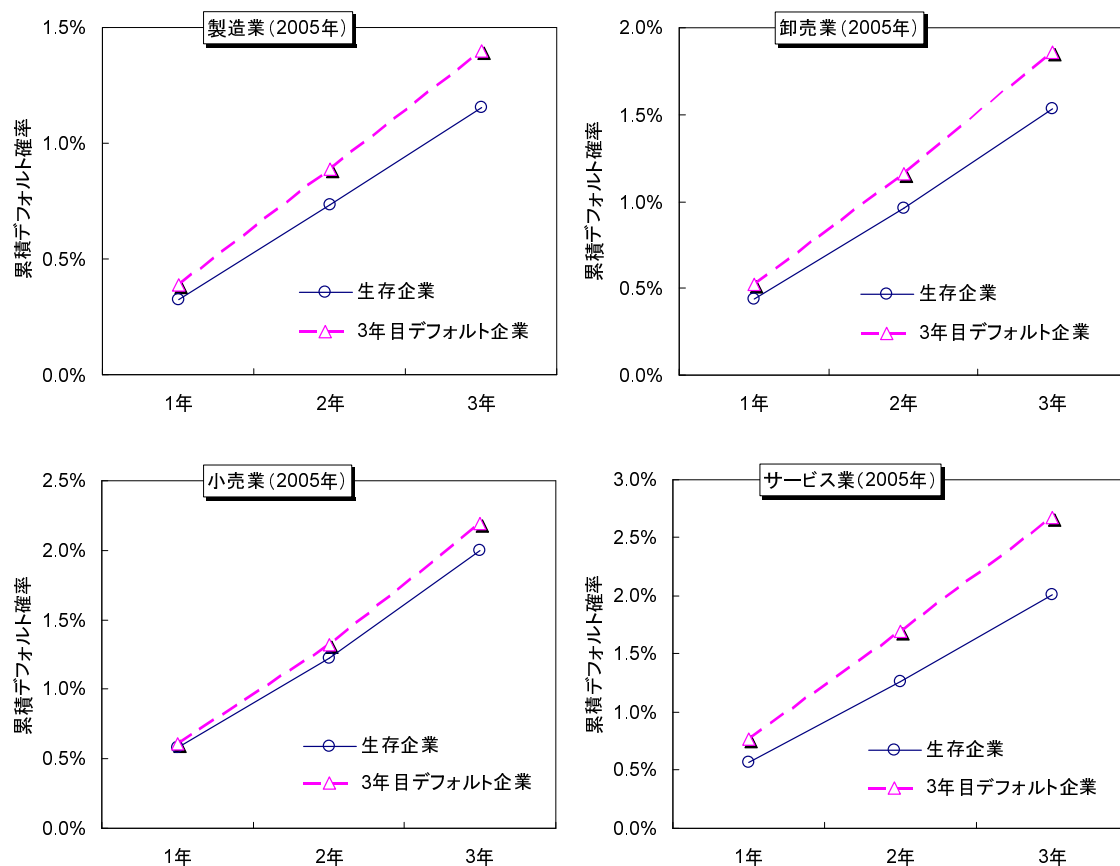 製造業(2005年)
累積デフォルト確率
1.5%
1.0%
0.5%
0.0%
生存企業
3年目デフォルト企業
1年
2年
3年
卸売業(2005年)
累積デフォルト確率
2.0%
1.5%
1.0%
0.5%
0.0%
生存企業
3年目デフォルト企業
1年
2年
3年
小売業(2005年)
累積デフォルト確率
2.5%
2.0%
1.5%
1.0%
0.5%
0.0%
生存企業
3年目デフォルト企業
1年
2年
3年
サービス業(2005年)
累積デフォルト確率
3.0%
2.5%
2.0%
1.5%
1.0%
0.5%
0.0%
生存企業
3年目デフォルト企業
1年
2年
3年